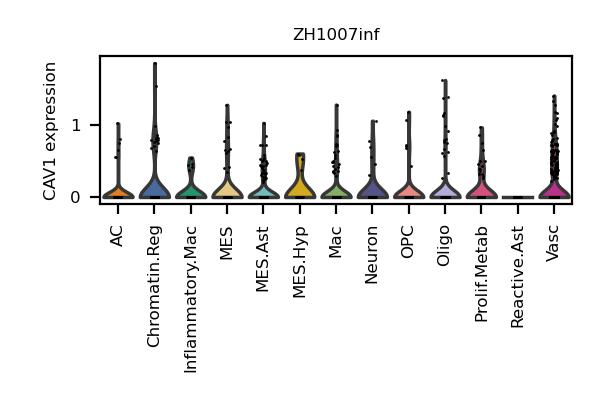 ZH1007inf
CAV1 expression
1
0
AC
Chromatin.Reg
Inflammatory.Mac
MES
MES.Ast
MES.Hyp
Mac
Neuron
OPC
Oligo
Prolif.Metab
Reactive.Ast
Vasc